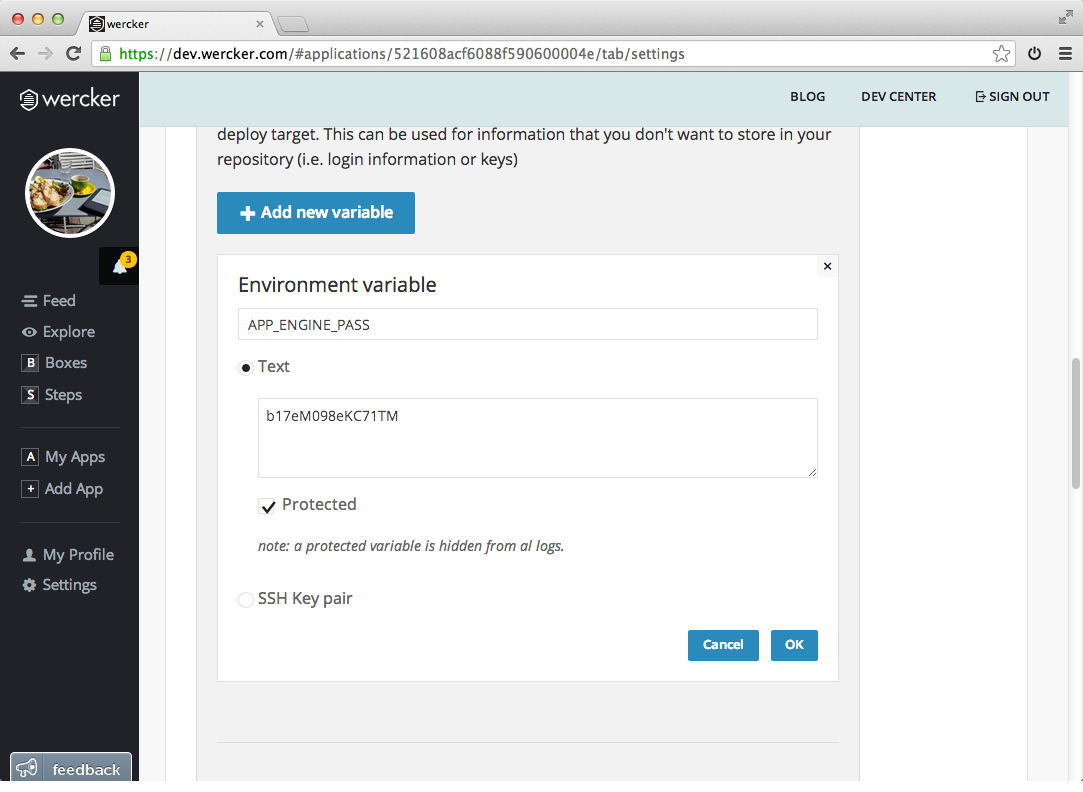 wercker
https://dev.wercker.com/#applications/521608acf6088f590600004e/tab/settings
wercker
BLOG DEV CENTER SIGN OUT
deploy target. This can be used for information that you don't want to store in your
repository (i.e. login information or keys)
+ Add new variable
3
Feed
Explore
B Boxes
S Steps
A My Apps
+ Add App
My Profile
Settings
feedback
Environment variable
APP_ENGINE_PASS
Text
b17eM098eKC71TM
Protected
note: a protected variable is hidden from al logs.
SSH Key pair
Cancel OK